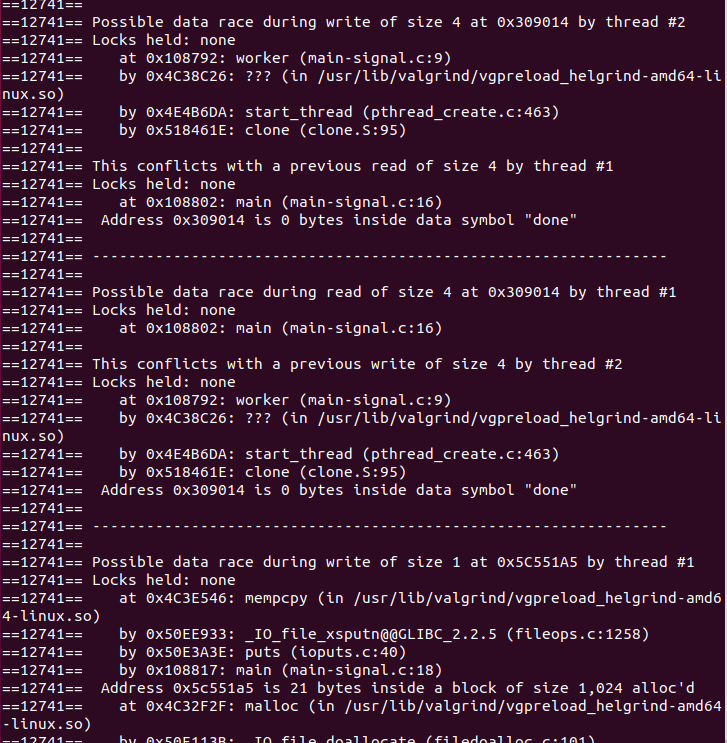 ==12741==
==12741== Possible data race during write of size 4 at 0x309014 by thread #2
==12741== Locks held: none
==12741==    at 0x108792: worker (main-signal.c:9)
==12741==    by 0x4C38C26: ??? (in /usr/lib/valgrind/vgpreload_helgrind-amd64-li
nux.so)
==12741==    by 0x4E4B6DA: start_thread (pthread_create.c:463)
==12741==    by 0x518461E: clone (clone.S:95)
==12741==
==12741== This conflicts with a previous read of size 4 by thread #1
==12741== Locks held: none
==12741==    at 0x108802: main (main-signal.c:16)
==12741==  Address 0x309014 is 0 bytes inside data symbol "done"
==12741==
==12741== ----------------------------------------------------------------
==12741==
==12741== Possible data race during read of size 4 at 0x309014 by thread #1
==12741== Locks held: none
==12741==    at 0x108802: main (main-signal.c:16)
==12741==
==12741== This conflicts with a previous write of size 4 by thread #2
==12741== Locks held: none
==12741==    at 0x108792: worker (main-signal.c:9)
==12741==    by 0x4C38C26: ??? (in /usr/lib/valgrind/vgpreload_helgrind-amd64-li
nux.so)
==12741==    by 0x4E4B6DA: start_thread (pthread_create.c:463)
==12741==    by 0x518461E: clone (clone.S:95)
==12741==  Address 0x309014 is 0 bytes inside data symbol "done"
==12741==
==12741== ----------------------------------------------------------------
==12741==
==12741== Possible data race during write of size 1 at 0x5C551A5 by thread #1
==12741== Locks held: none
==12741==    at 0x4C3E546: mempcpy (in /usr/lib/valgrind/vgpreload_helgrind-amd6
4-linux.so)
==12741==    by 0x50EE933: _IO_file_xsputn@@GLIBC_2.2.5 (fileops.c:1258)
==12741==    by 0x50E3A3E: puts (ioputs.c:40)
==12741==    by 0x108817: main (main-signal.c:18)
==12741==  Address 0x5c551a5 is 21 bytes inside a block of size 1,024 alloc'd
==12741==    at 0x4C32F2F: malloc (in /usr/lib/valgrind/vgpreload_helgrind-amd64
-linux.so)
==12741==    by 0x50E113B: _IO_file_doallocate (filedoalloc.c:101)